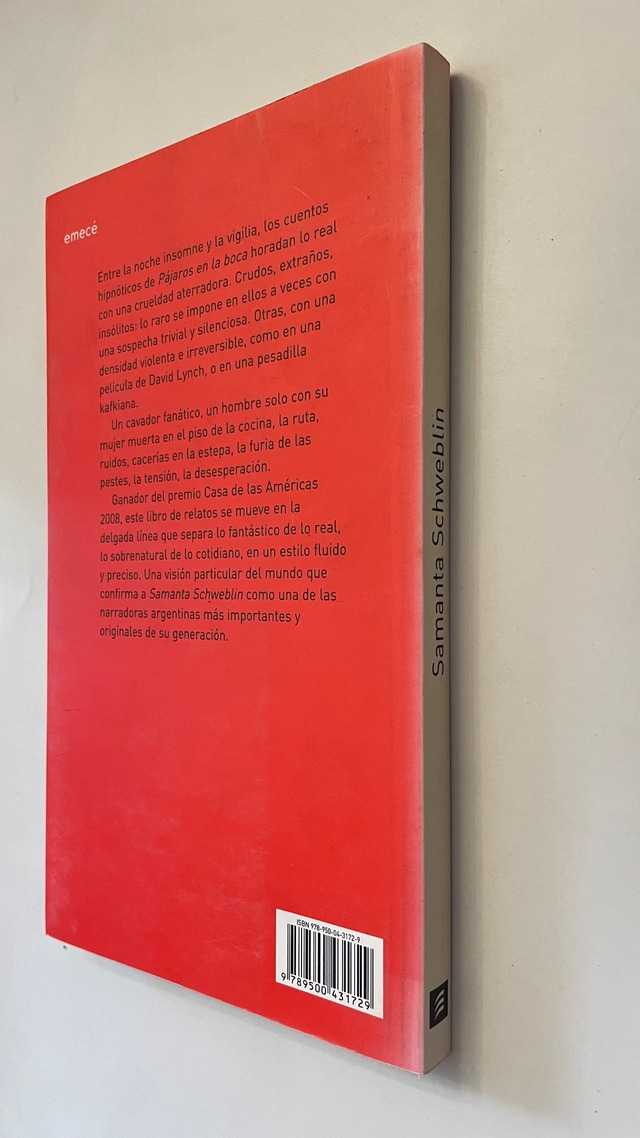 emecé
Entre la noche insomne y la vigilia, los cuentos
hipnóticos de Pájaros en la boca horadan lo real
con una crueldad aterradora. Crudos, extraños,
insólitos: lo raro se impone en ellos a veces con
una sospecha trivial y silenciosa. Otras, con una
densidad violenta e irreversible, como en una
película de David Lynch, o en una pesadilla
kafkiana.
Un cavador fanático, un hombre solo con su
mujer muerta en el piso de la cocina, la ruta,
ruidos, cacerías en la estepa, la furia de las
pestes, la tensión, la desesperación.
Ganador del premio Casa de las Américas
2008, este libro de relatos se mueve en la
delgada línea que separa lo fantástico de lo real,
lo sobrenatural de lo cotidiano, en un estilo fluido
y preciso. Una visión particular del mundo que
confirma a Samanta Schweblin como una de las
narradoras argentinas más importantes y
originales de su generación.
ISBN 978-950-04-3172-9
9 789500 431729
Samanta Schweblin